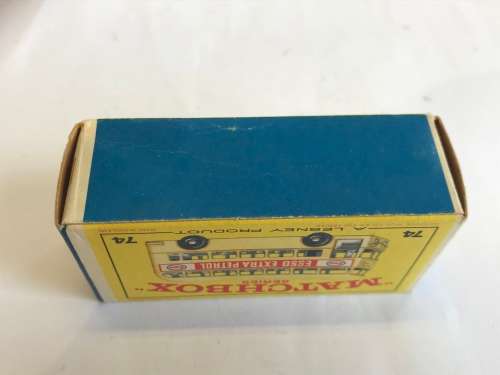 "MATCHBOX"
SERIES
ESSO EXTRA PETROL
A LESNEY PRODUCT
74
74